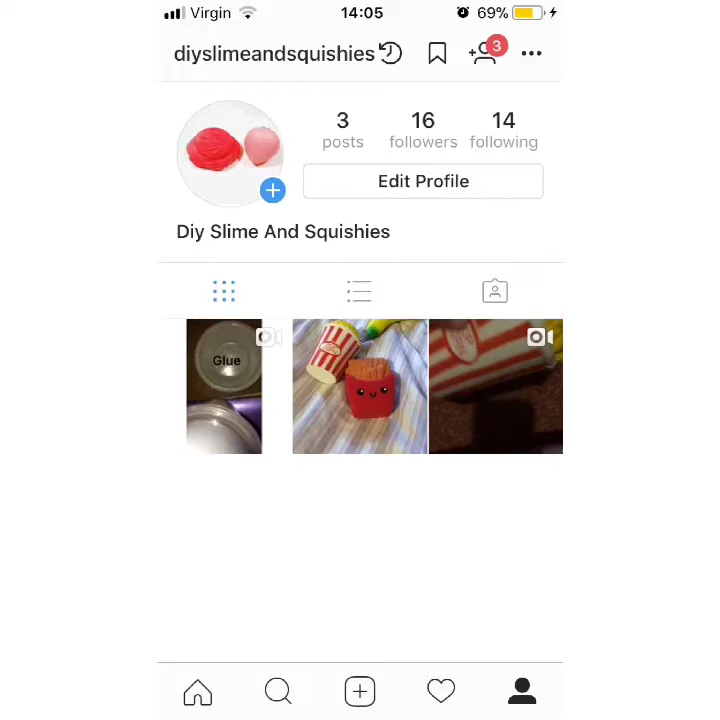 Virgin 14:05 69%
diyslimeandsquishies 3
3 16 14
posts followers following
Edit Profile
Diy Slime And Squishies
Glue